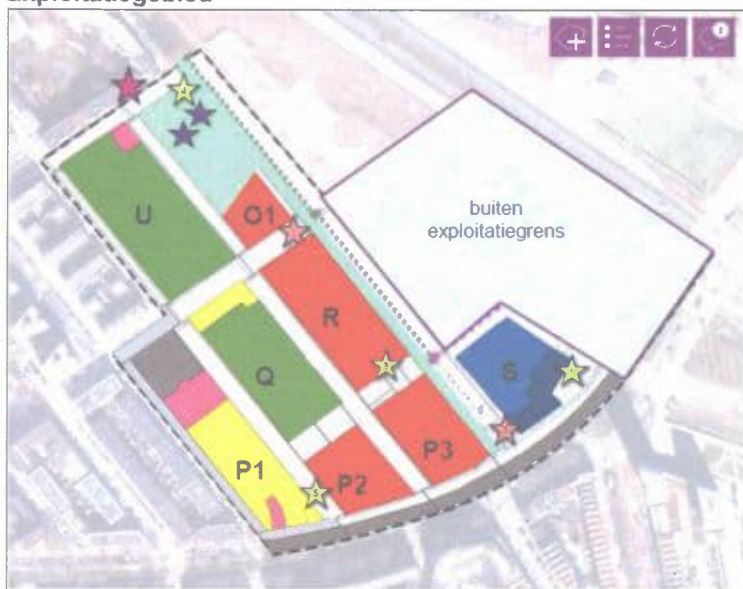 exploitatiegebied
buiten
exploitatiegrens
U
O1
R
Q
S
P1
P2
P3